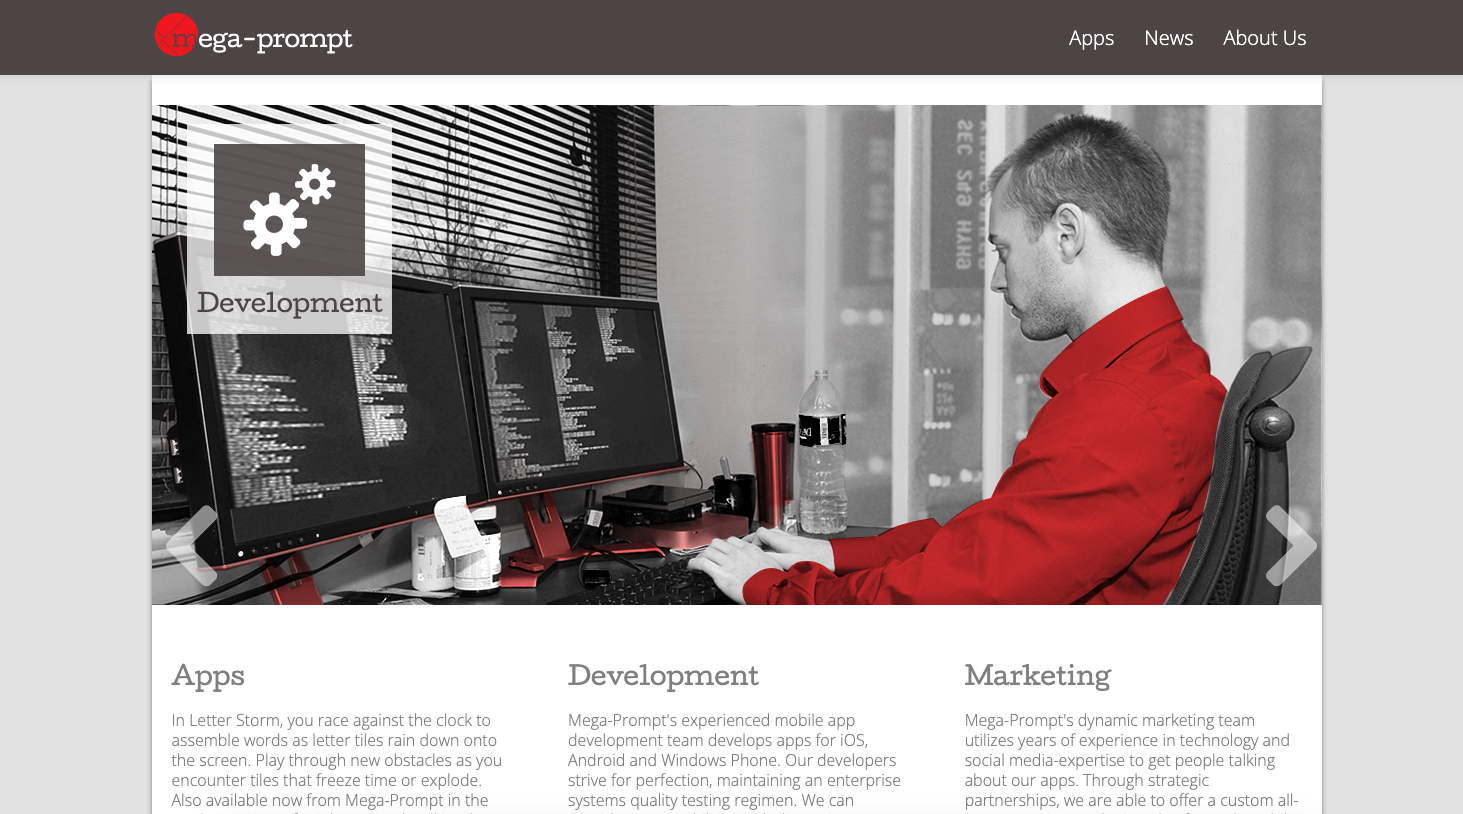 mega-prompt
Apps News About Us
Development
Apps
In Letter Storm, you race against the clock to
assemble words as letter tiles rain down onto
the screen. Play through new obstacles as you
encounter tiles that freeze time or explode.
Also available now from Mega-Prompt in the
Development
Mega-Prompt's experienced mobile app
development team develops apps for iOS,
Android and Windows Phone. Our developers
strive for perfection, maintaining an enterprise
systems quality testing regimen. We can
Marketing
Mega-Prompt's dynamic marketing team
utilizes years of experience in technology and
social media-expertise to get people talking
about our apps. Through strategic
partnerships, we are able to offer a custom all-